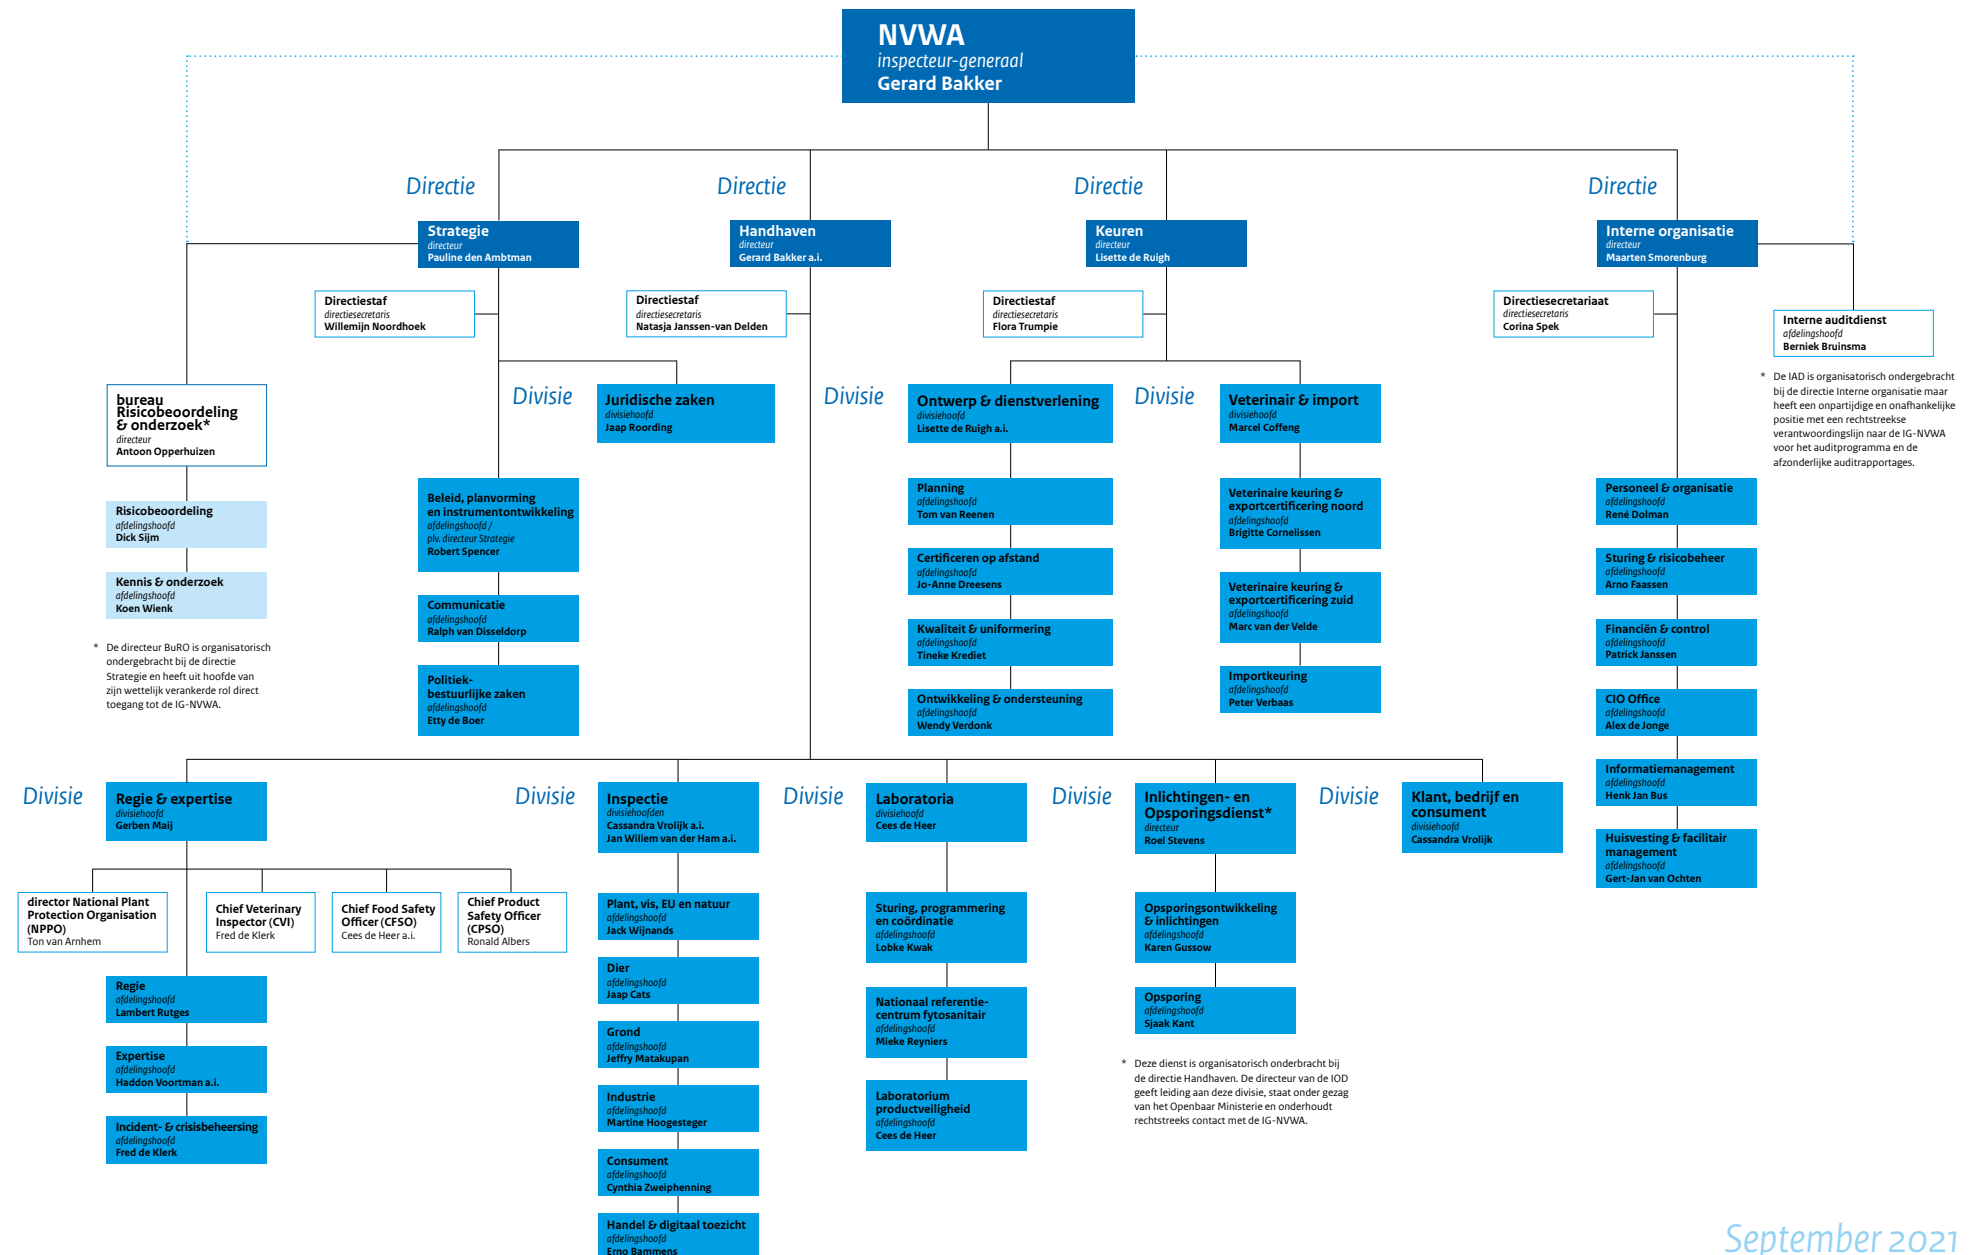 NVWA
inspecteur-generaal
Gerard Bakker
Directie
Directie
Directie
Directie
Strategie
directeur
Pauline den Ambtman
Handhaven
directeur
Gerard Bakker a.i.
Keuren
directeur
Lisette de Ruigh
Interne organisatie
directeur
Maarten Smorenburg
Directiestaf
directiesecretaris
Willemijn Noordhoek
Directiestaf
directiesecretaris
Natasja Janssen-van Delden
Directiestaf
directiesecretaris
Flora Trumpie
Directiesecretariaat
directiesecretaris
Corina Spek
Interne auditdienst
afdelingshoofd
Berniek Bruinsma
* De IAD is organisatorisch ondergebracht
bij de directie Interne organisatie maar
heeft een onpartijdige en onafhankelijke
positie met een rechtstreekse
verantwoordingslijn naar de IG-NVWA
voor het auditprogramma en de
afzonderlijke auditrapportages.
bureau
Risicobeoordeling
& onderzoek*
directeur
Antoon Opperhuizen
Risicobeoordeling
afdelingshoofd
Dick Sijm
Kennis & onderzoek
afdelingshoofd
Koen Wienk
* De directeur BuRO is organisatorisch
ondergebracht bij de directie
Strategie en heeft uit hoofde van
zijn wettelijk verankerde rol direct
toegang tot de IG-NVWA.
Divisie
Juridische zaken
divisiehoofd
Jaap Roording
Beleid, planvorming
en instrumentontwikkeling
afdelingshoofd /
plv. directeur Strategie
Robert Spencer
Communicatie
afdelingshoofd
Ralph van Disseldorp
Politiek-
bestuurlijke zaken
afdelingshoofd
Etty de Boer
Divisie
Ontwerp & dienstverlening
divisiehoofd
Lisette de Ruigh a.i.
Planning
afdelingshoofd
Tom van Reenen
Certificeren op afstand
afdelingshoofd
Jo-Anne Dreesens
Kwaliteit & uniformering
afdelingshoofd
Tineke Krediet
Ontwikkeling & ondersteuning
afdelingshoofd
Wendy Verdonk
Divisie
Veterinair & import
divisiehoofd
Marcel Coffeng
Veterinaire keuring &
exportcertificering noord
afdelingshoofd
Brigitte Cornelissen
Veterinaire keuring &
exportcertificering zuid
afdelingshoofd
Marc van der Velde
Importkeuring
afdelingshoofd
Peter Verbaas
Personeel & organisatie
afdelingshoofd
René Dolman
Sturing & risicobeheer
afdelingshoofd
Arno Faassen
Financiën & control
afdelingshoofd
Patrick Janssen
CIO Office
afdelingshoofd
Alex de Jonge
Informatiemanagement
afdelingshoofd
Henk Jan Bus
Huisvesting & facilitair
management
afdelingshoofd
Gert-Jan van Ochten
Divisie
Regie & expertise
divisiehoofd
Gerben Maij
director National Plant
Protection Organisation
(NPPO)
Ton van Arnhem
Chief Veterinary
Inspector (CVI)
Fred de Klerk
Chief Food Safety
Officer (CFSO)
Cees de Heer a.i.
Chief Product
Safety Officer
(CPSO)
Ronald Albers
Regie
afdelingshoofd
Lambert Rutges
Expertise
afdelingshoofd
Haddon Voortman a.i.
Incident- & crisisbeheersing
afdelingshoofd
Fred de Klerk
Divisie
Inspectie
divisiehoofden
Cassandra Vrolijk a.i.
Jan Willem van der Ham a.i.
Plant, vis, EU en natuur
afdelingshoofd
Jack Wijnands
Dier
afdelingshoofd
Jaap Cats
Grond
afdelingshoofd
Jeffry Matakupan
Industrie
afdelingshoofd
Martine Hoogesteger
Consument
afdelingshoofd
Cynthia Zweiphenning
Handel & digitaal toezicht
afdelingshoofd
Erno Bammens
Divisie
Laboratoria
divisiehoofd
Cees de Heer
Sturing, programmering
en coördinatie
afdelingshoofd
Lobke Kwak
Nationaal referentie-
centrum fytosanitair
afdelingshoofd
Mieke Reyniers
Laboratorium
productveiligheid
afdelingshoofd
Cees de Heer
Divisie
Inlichtingen- en
Opsporingsdienst*
directeur
Roel Stevens
Opsporingsontwikkeling
& inlichtingen
afdelingshoofd
Karen Gussow
Opsporing
afdelingshoofd
Sjaak Kant
* Deze dienst is organisatorisch onderbracht bij
de directie Handhaven. De directeur van de IOD
geeft leiding aan deze divisie, staat onder gezag
van het Openbaar Ministerie en onderhoudt
rechtstreeks contact met de IG-NVWA.
Divisie
Klant, bedrijf en
consument
divisiehoofd
Cassandra Vrolijk
September 2021